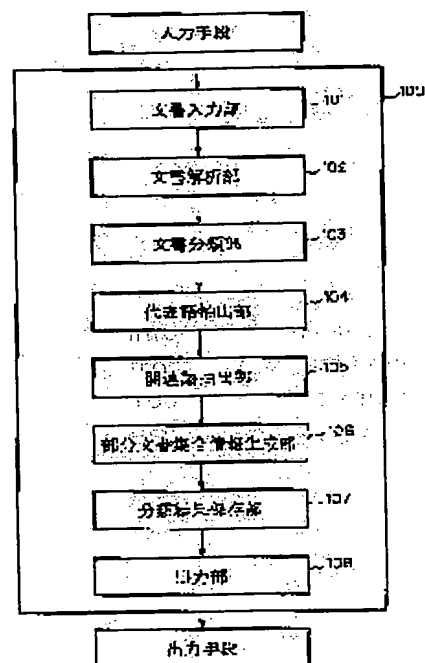 入力手段
100
文書入力部
101
文書解析部
102
文書分類部
103
代表語抽出部
104
関連語抽出部
105
部分文書集合情報生成部
106
分類結果保存部
107
出力部
108
出力手段